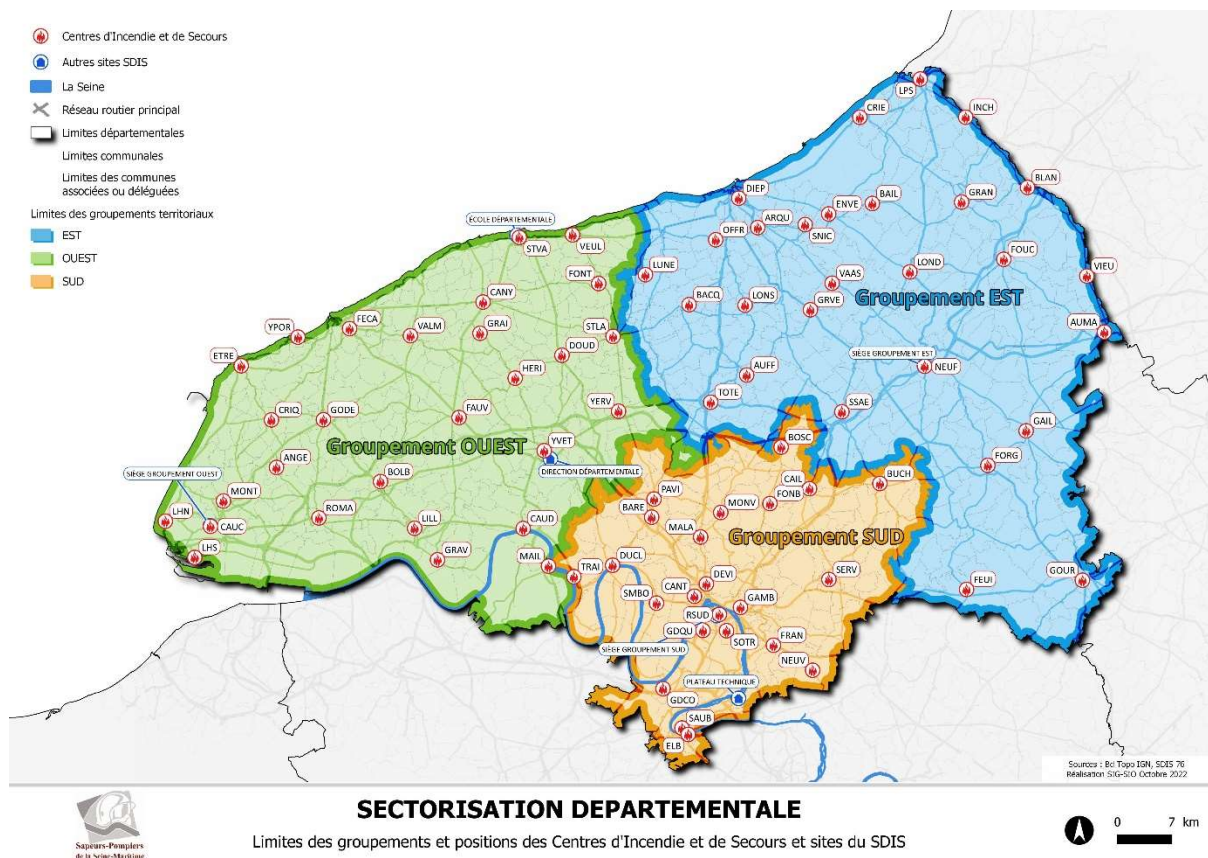 Centres d'Incendie et de Secours
Autres sites SDIS
La Seine
Réseau routier principal
Limites départementales
Limites communales
Limites des communes
associées ou déléguées
Limites des groupements territoriaux
EST
OUEST
SUD
LPS
CRIE
INCH
BLAN
DIEP
BAIL
GRAN
ENVE
ARQU
SNIC
OFFR
ÉCOLE DÉPARTEMENTALE
STVA
VEUL
FONT
LUNE
FOUC
VIEU
LOND
VAAS
Groupement EST
BACQ
LONS
GRVE
CANY
FECA
YPOR
VALM
GRAI
STLA
AUMA
ETRE
DOUD
HERI
SIÈGE GROUPEMENT EST
NEUF
AUFF
TOTE
SSAE
YERV
CRIQ
GODE
FAUV
GAIL
Groupement OUEST
YVET
BOSC
DIRECTION DÉPARTEMENTALE
ANGE
SIÈGE GROUPEMENT OUEST
BOLB
FORG
CAIL
BUCH
MONT
PAVI
FONB
MONV
BARE
LHN
CAUC
ROMA
LILL
CAUD
MALA
Groupement SUD
LHS
GRAV
MAIL
TRAI
DUCL
SERV
FEUI
GOUR
CANT
DEVI
SMBO
GAMB
RSUD
GDQU
SOTR
FRAN
SIÈGE GROUPEMENT SUD
NEUV
PLATEAU TECHNIQUE
GDCO
SAUB
ELB
Sources : Bd Topo IGN, SDIS 76
Réalisation SIG-SIO Octobre 2022
SECTORISATION DEPARTEMENTALE
Limites des groupements et positions des Centres d'Incendie et de Secours et sites du SDIS
Sapeurs-Pompiers
de la Seine-Maritime
0 7 km